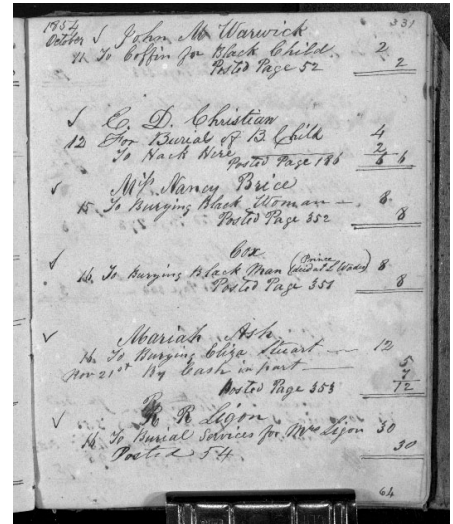 1854 331
October John M Warwick
11 To Coffin for Black Child 2
Posted Page 52 2
E. D. Christian
12 For Burial of B. Child 4
To Hack Hire 2
Posted Page 186 6 6
Miss Nancy Brice
15 To Burying Black Woman — 8
Posted Page 352 8
Cox
16 To Burying Black Man (Prince died at L Wades) 8
Posted Page 351 8
Mariah Ash
16 To Burying Eliza Stuart — 12
Nov 21st By Cash in part — 5
7
Posted Page 353 12
R R Ligon
16 To Burial Services for Mrs Ligon 30
Posted 54 30
64